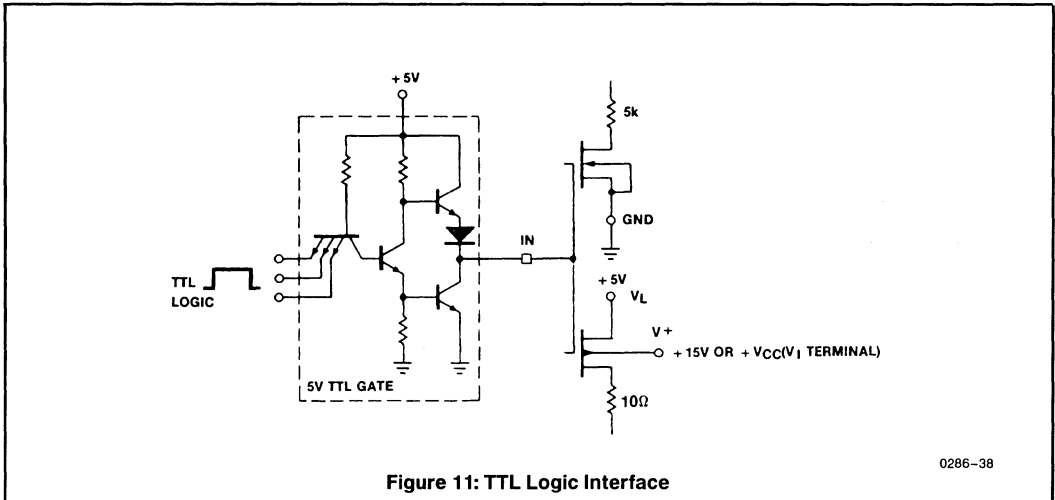 + 5V
5k
GND
IN
TTL
LOGIC
+ 5V
VL
V+
+ 15V OR + VCC(VI TERMINAL)
5V TTL GATE
10Ω
0286–38
Figure 11: TTL Logic Interface